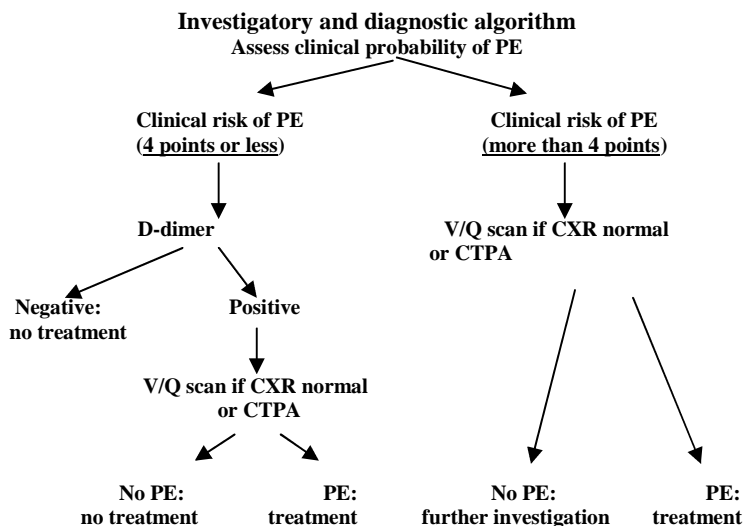 Investigatory and diagnostic algorithm
Assess clinical probability of PE
Clinical risk of PE
(4 points or less)
Clinical risk of PE
(more than 4 points)
D-dimer
V/Q scan if CXR normal
or CTPA
Negative:
no treatment
Positive
V/Q scan if CXR normal
or CTPA
No PE:
no treatment
PE:
treatment
No PE:
further investigation
PE:
treatment